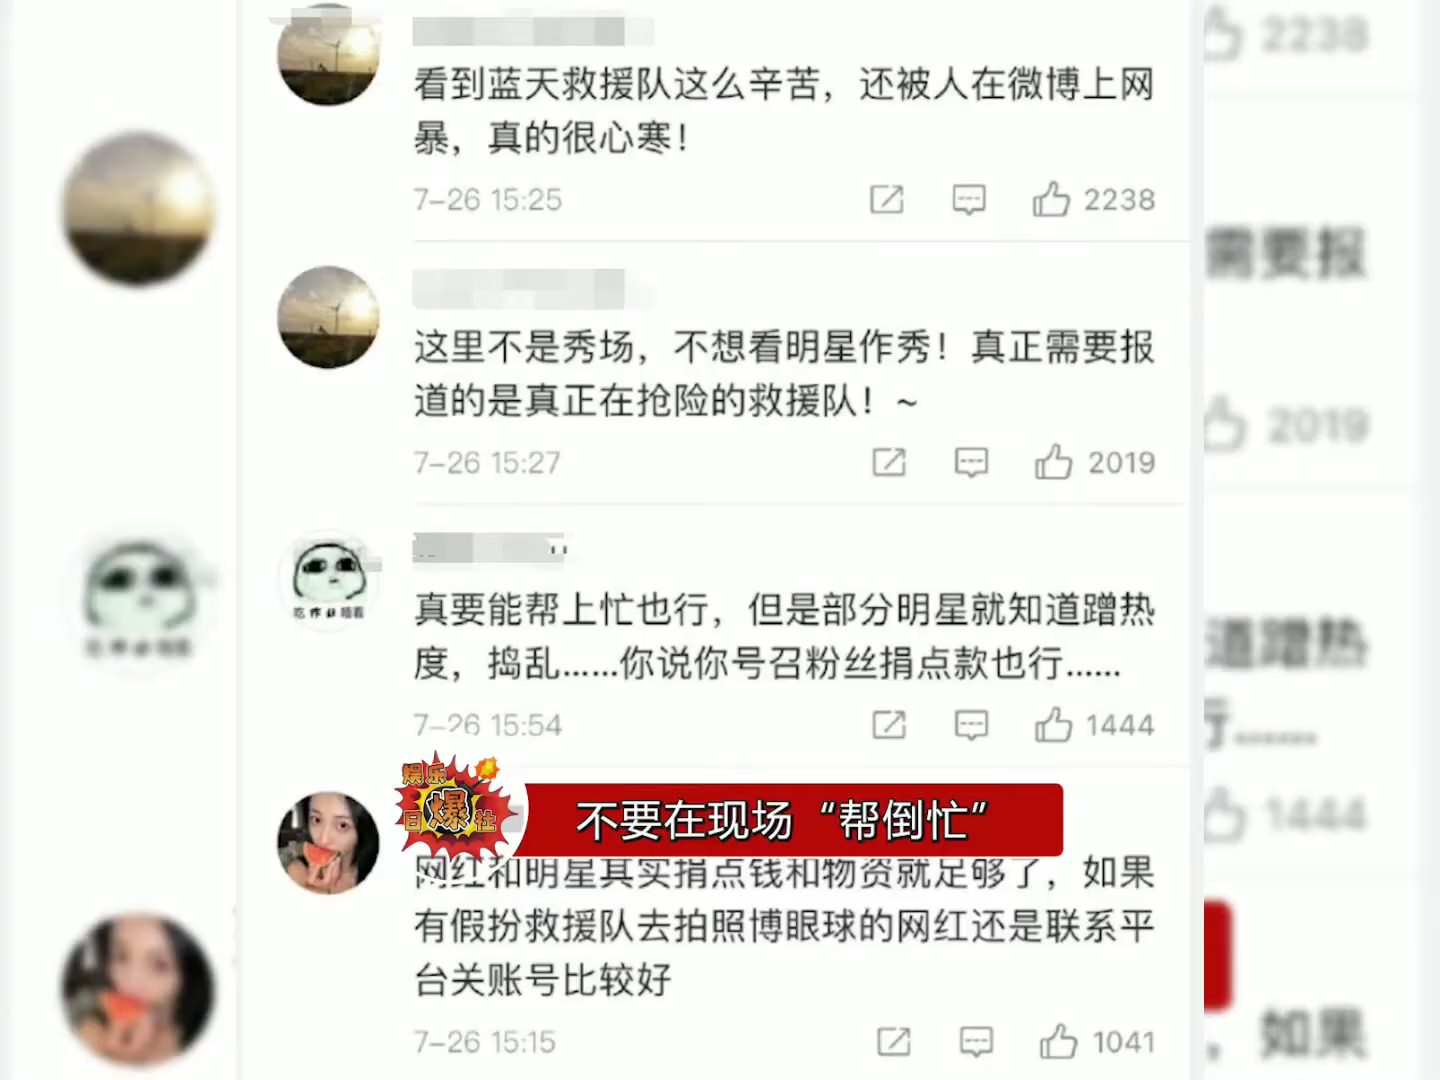 看到蓝天救援队这么辛苦，还被人在微博上网
暴，真的很心寒！
7-26 15:25
2238
这里不是秀场，不想看明星作秀！真正需要报
道的是真正在抢险的救援队！~
7-26 15:27
2019
真要能帮上忙也行，但是部分明星就知道蹭热
度，捣乱......你说你号召粉丝捐点款也行......
7-26 15:54
1444
娱乐
日爆社
不要在现场“帮倒忙”
网红和明星其实捐点钱和物资就足够了，如果
有假扮救援队去拍照博眼球的网红还是联系平
台关账号比较好
7-26 15:15
1041
2238
需要报
2019
道蹭热
行......
1444
，如果